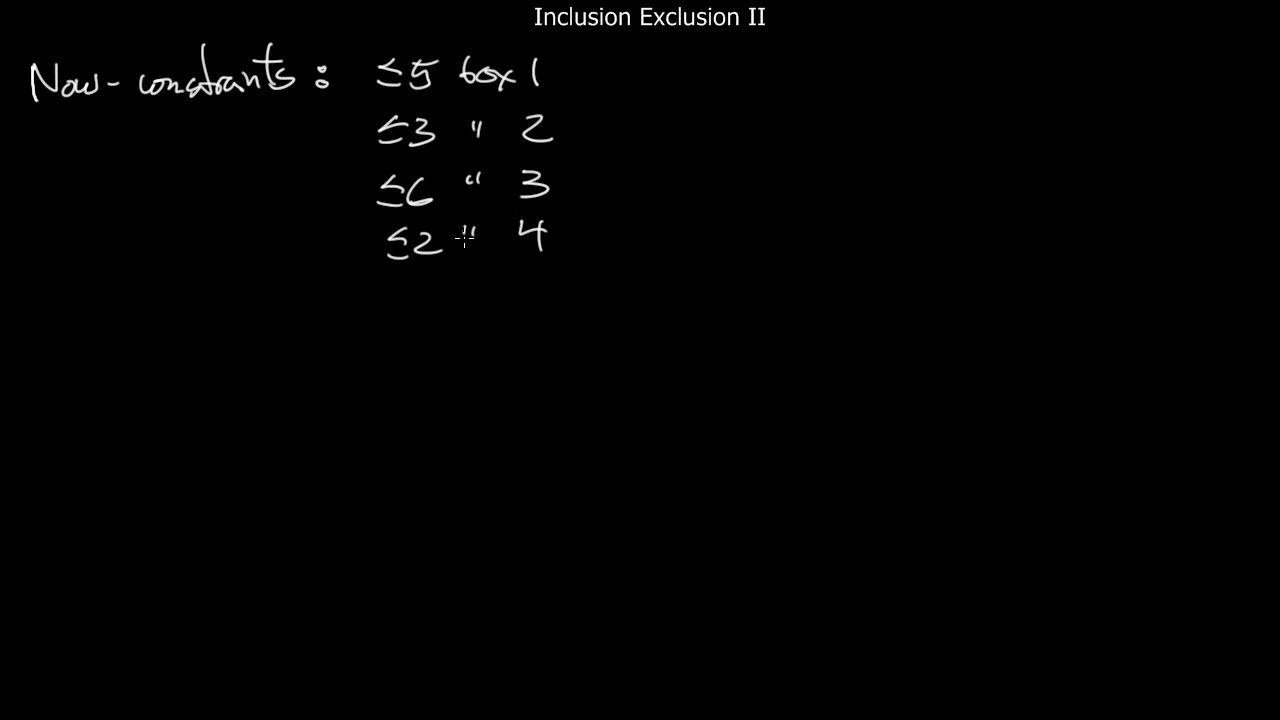 Inclusion Exclusion II
Now - constraints : ≤5 box 1
≤3 " 2
≤6 " 3
≤2 " 4